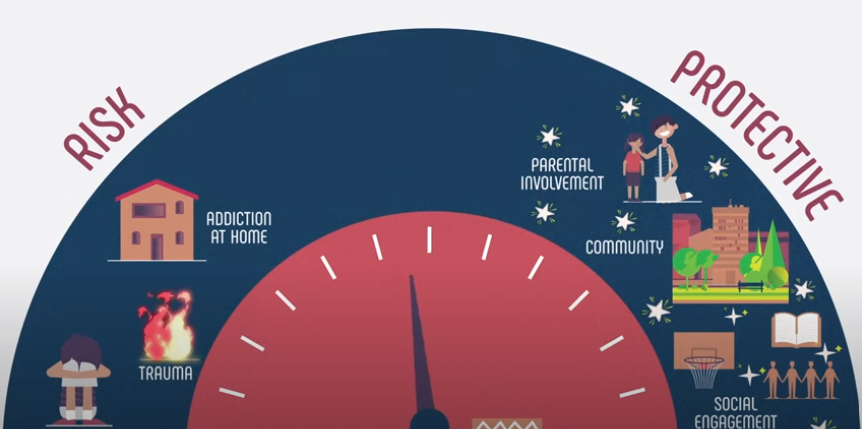 RISK
PROTECTIVE
ADDICTION
AT HOME
TRAUMA
PARENTAL
INVOLVEMENT
COMMUNITY
SOCIAL
ENGAGEMENT